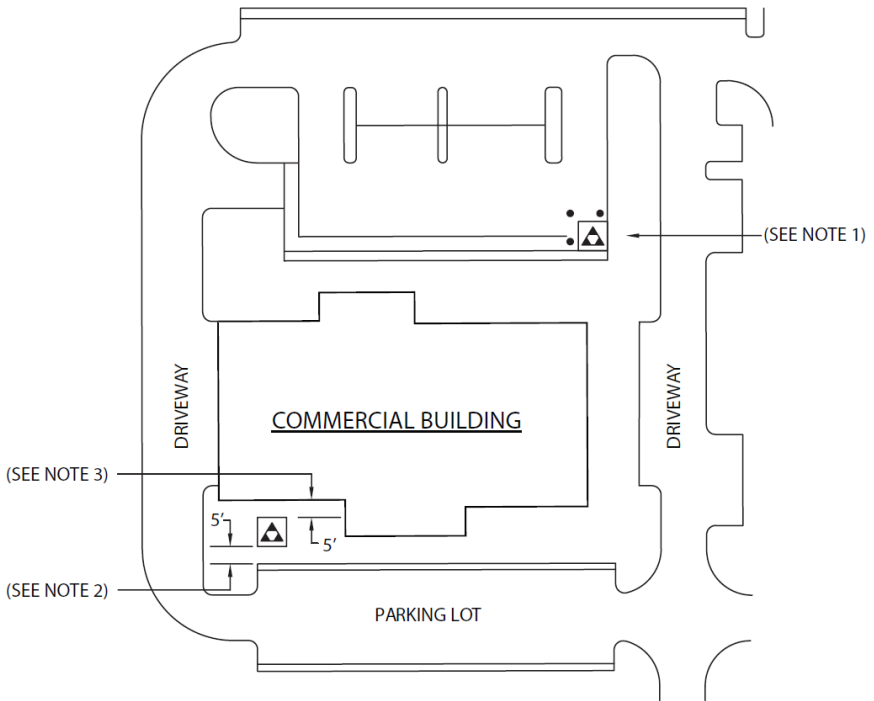 (SEE NOTE 1)
DRIVEWAY
DRIVEWAY
COMMERCIAL BUILDING
(SEE NOTE 3)
5'
5'
(SEE NOTE 2)
PARKING LOT